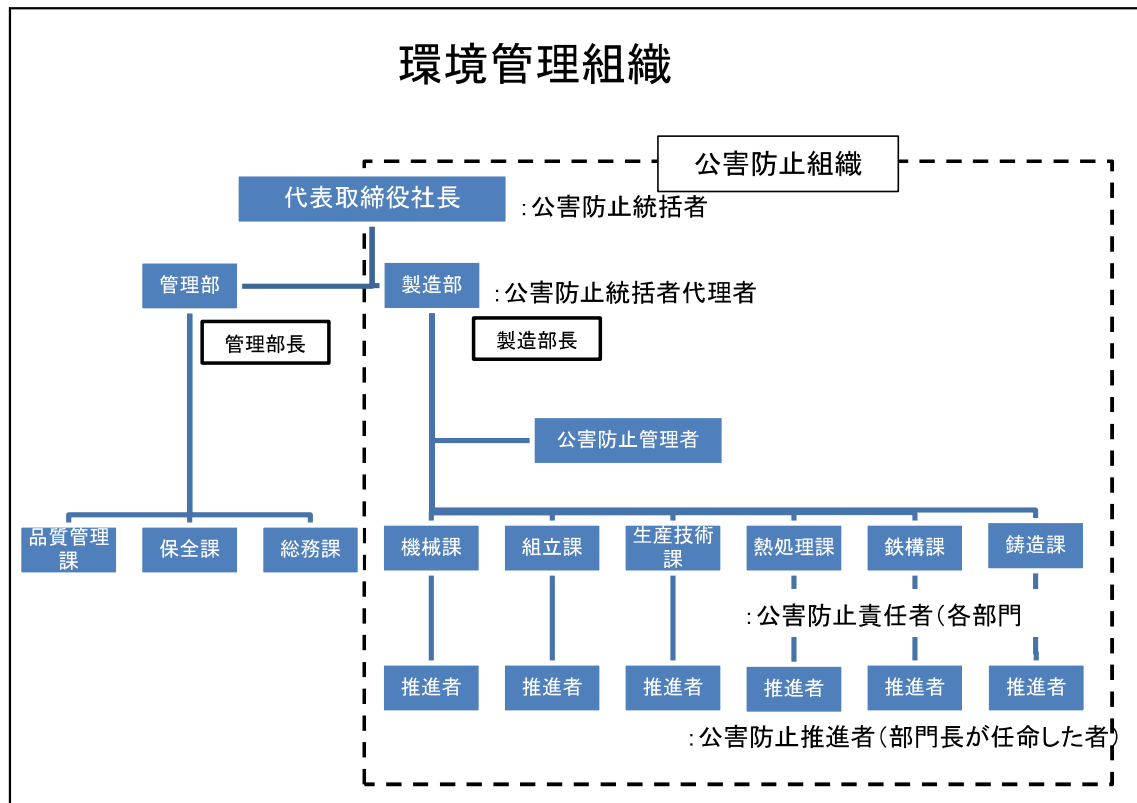 環境管理組織
公害防止組織
代表取締役社長
：公害防止統括者
管理部
製造部
：公害防止統括者代理者
管理部長
製造部長
公害防止管理者
品質管理
課
保全課
総務課
機械課
組立課
生産技術
課
熱処理課
鉄構課
鋳造課
：公害防止責任者（各部門
推進者
推進者
推進者
推進者
推進者
推進者
：公害防止推進者（部門長が任命した者）